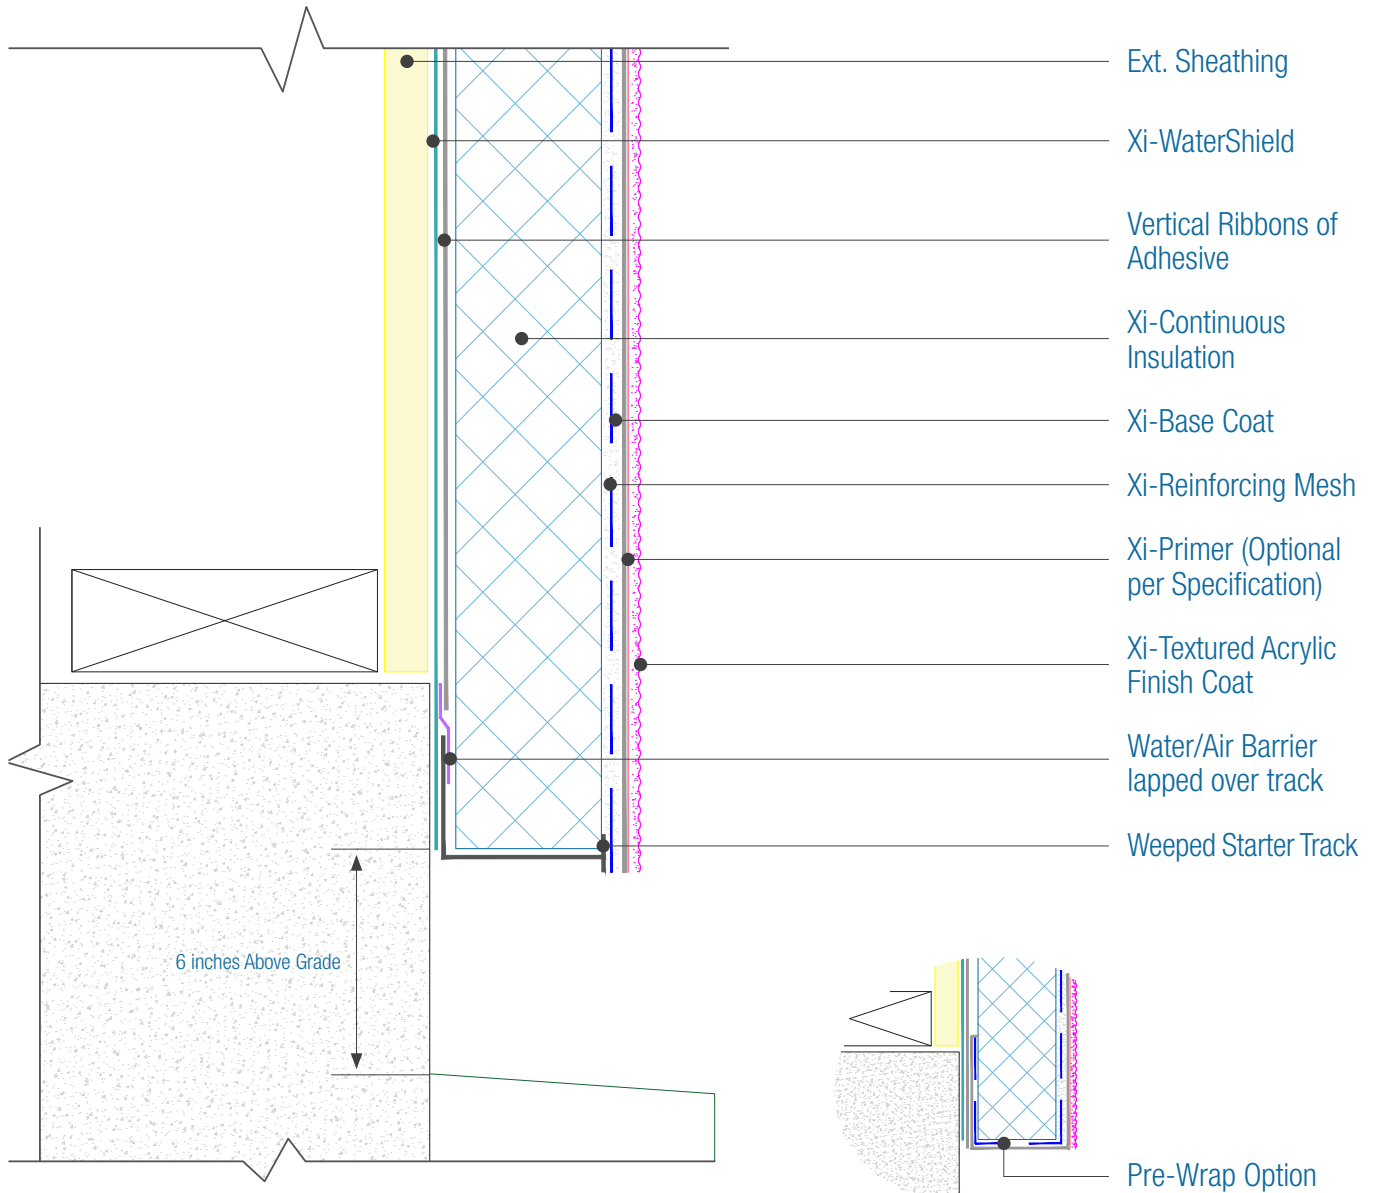 Ext. Sheathing
Xi-WaterShield
Vertical Ribbons of
Adhesive
Xi-Continuous
Insulation
Xi-Base Coat
Xi-Reinforcing Mesh
Xi-Primer (Optional
per Specification)
Xi-Textured Acrylic
Finish Coat
Water/Air Barrier
lapped over track
Weeped Starter Track
6 inches Above Grade
Pre-Wrap Option